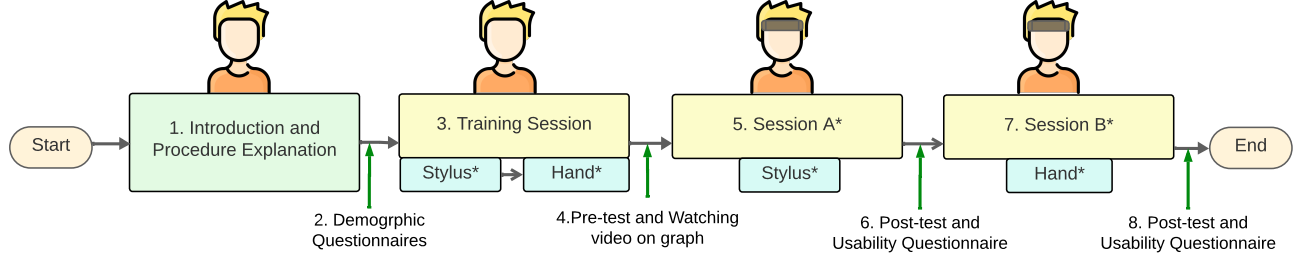 Start
1. Introduction and
Procedure Explanation
2. Demogrphic
Questionnaires
3. Training Session
Stylus*
Hand*
4.Pre-test and Watching
video on graph
5. Session A*
Stylus*
6. Post-test and
Usability Questionnaire
7. Session B*
Hand*
8. Post-test and
Usability Questionnaire
End